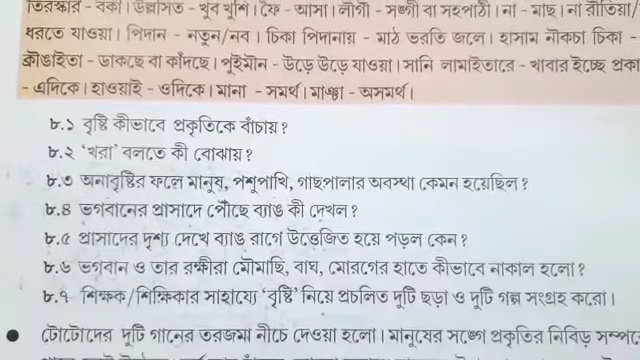 তিরস্কার - বকা। উল্লসিত - খুব খুশি। ফৈ - আসা। লগী - সঙ্গী বা সহপাঠী। না - মাছ। না রীতিয়া/
ধরতে যাওয়া। পিদান - নতুন/নব। চিকা পিদানায় - মাঠ ভরতি জলে। হাসাম নৌকচা চিকা -
ক্রৌঙাইতা - ডাকছে বা কাঁদছে। পুইমৌন - উড়ে উড়ে যাওয়া। সানি লামাইতারে - খাবার ইচ্ছে প্রকা
- এদিকে। হাওয়াই - ওদিকে। মানা - সমর্থ। মাঞ্চা - অসমর্থ।
৮.১ বৃষ্টি কীভাবে প্রকৃতিকে বাঁচায়?
৮.২ 'খরা' বলতে কী বোঝায়?
৮.৩ অনাবৃষ্টির ফলে মানুষ, পশুপাখি, গাছপালার অবস্থা কেমন হয়েছিল?
৮.৪ ভগবানের প্রাসাদে পৌঁছে ব্যাঙ কী দেখল?
৮.৫ প্রাসাদের দৃশ্য দেখে ব্যাঙ রাগে উত্তেজিত হয়ে পড়ল কেন?
৮.৬ ভগবান ও তার রক্ষীরা মৌমাছি, বাঘ, মোরগের হাতে কীভাবে নাকাল হলো?
৮.৭ শিক্ষক/শিক্ষিকার সাহায্যে 'বৃষ্টি' নিয়ে প্রচলিত দুটি ছড়া ও দুটি গল্প সংগ্রহ করো।
● টোটোদের দুটি গানের তরজমা নীচে দেওয়া হলো। মানুষের সঙ্গে প্রকৃতির নিবিড় সম্পর্কে